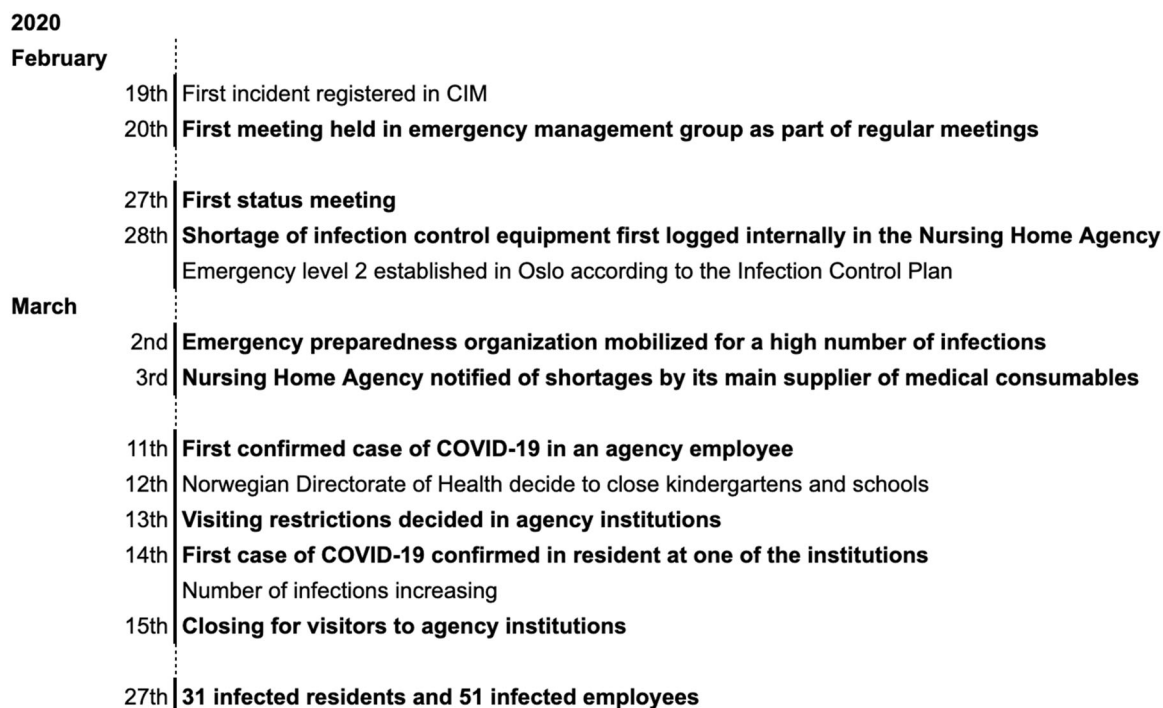 2020
February
19th First incident registered in CIM
20th First meeting held in emergency management group as part of regular meetings
27th First status meeting
28th Shortage of infection control equipment first logged internally in the Nursing Home Agency
Emergency level 2 established in Oslo according to the Infection Control Plan
March
2nd Emergency preparedness organization mobilized for a high number of infections
3rd Nursing Home Agency notified of shortages by its main supplier of medical consumables
11th First confirmed case of COVID-19 in an agency employee
12th Norwegian Directorate of Health decide to close kindergartens and schools
13th Visiting restrictions decided in agency institutions
14th First case of COVID-19 confirmed in resident at one of the institutions
Number of infections increasing
15th Closing for visitors to agency institutions
27th 31 infected residents and 51 infected employees